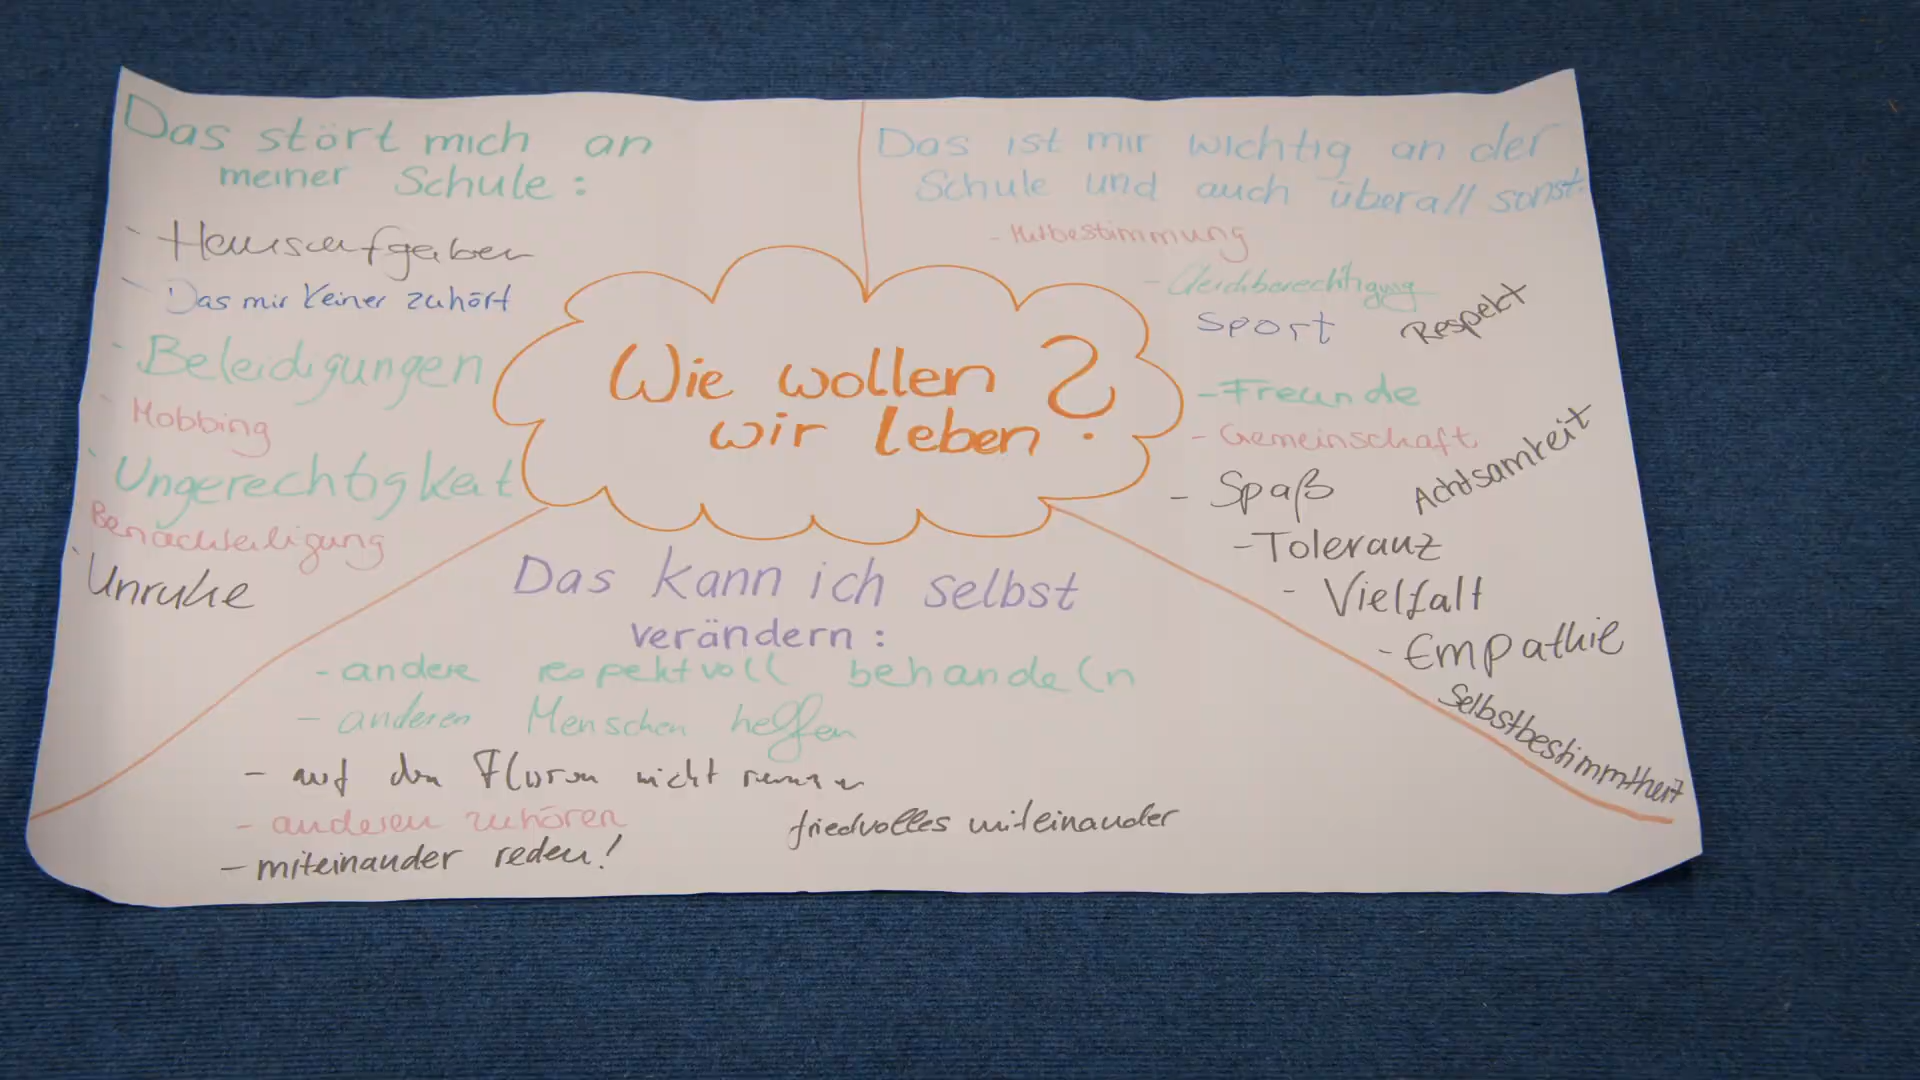 Das stört mich an
meiner Schule:
- Hausaufgaben
- Das mir keiner zuhört
- Beleidigungen
- Mobbing
- Ungerechtigkeit
Benachteiligung
- Unruhe
Das ist mir wichtig an der
Schule und auch überall sonst:
- Mitbestimmung
- Gleichberechtigung
Sport
Respekt
- Freunde
- Gemeinschaft
Achtsamkeit
- Spaß
- Toleranz
- Vielfalt
- Empathie
Selbstbestimmtheit
Wie wollen
wir leben?
Das kann ich selbst
verändern:
- andere respektvoll behandeln
- anderen Menschen helfen
- auf den Fluren nicht rennen
- anderen zuhören
- miteinander reden!
friedvolles miteinander